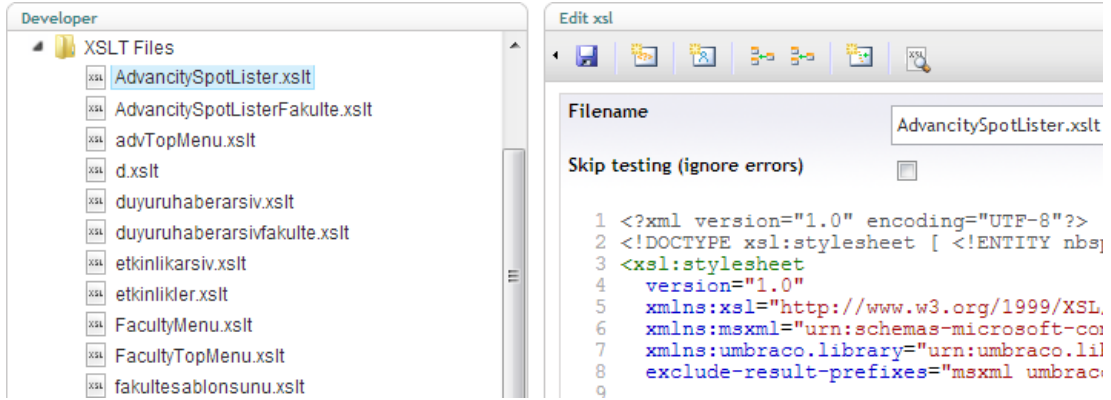 Developer
XSLT Files
AdvancitySpotLister.xslt
AdvancitySpotListerFakulte.xslt
advTopMenu.xslt
d.xslt
duyuruhaberarsiv.xslt
duyuruhaberarsivfakulte.xslt
etkinlikarsiv.xslt
etkinlikler.xslt
FacultyMenu.xslt
FacultyTopMenu.xslt
fakultesablonsunu.xslt
Edit xsl
Filename
AdvancitySpotLister.xslt
Skip testing (ignore errors)
1 <?xml version="1.0" encoding="UTF-8"?>
2 <!DOCTYPE xsl:stylesheet [ <!ENTITY nbsp
3 <xsl:stylesheet
4 version="1.0"
5 xmlns:xsl="http://www.w3.org/1999/XSL/
6 xmlns:msxml="urn:schemas-microsoft-co
7 xmlns:umbraco.library="urn:umbraco.li
8 exclude-result-prefixes="msxml umbrac
9